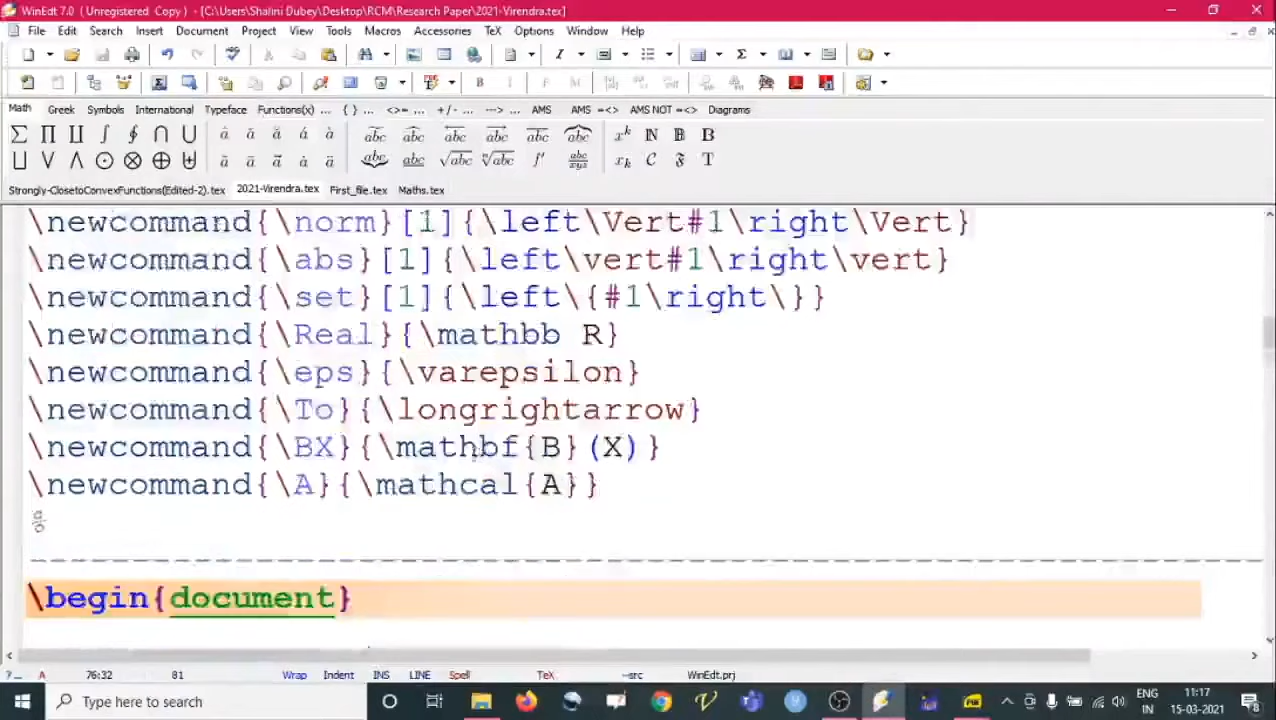 WinEdt 7.0 ( Unregistered Copy ) - [C:\Users\Shalini Dubey\Desktop\RCM\Research Paper\2021-Virendra.tex]
File Edit Search Insert Document Project View Tools Macros Accessories TeX Options Window Help
Math Greek Symbols International Typeface Functions(x) ... { } ... <>= ... +/- ... ---> ... AMS AMS =<> AMS NOT =<> Diagrams
Strongly-ClosetoConvexFunctions(Edited-2).tex 2021-Virendra.tex First_file.tex Maths.tex
\newcommand{\norm}[1]{\left\Vert#1\right\Vert}
\newcommand{\abs}[1]{\left\vert#1\right\vert}
\newcommand{\set}[1]{\left\{#1\right\}}
\newcommand{\Real}{\mathbb R}
\newcommand{\eps}{\varepsilon}
\newcommand{\To}{\longrightarrow}
\newcommand{\BX}{\mathbf{B}(X)}
\newcommand{\A}{\mathcal{A}}
%
\begin{document}
A 76:32 81 Wrap Indent INS LINE Spell TeX --src WinEdt.prj
Type here to search
ENG 11:17
IN 15-03-2021